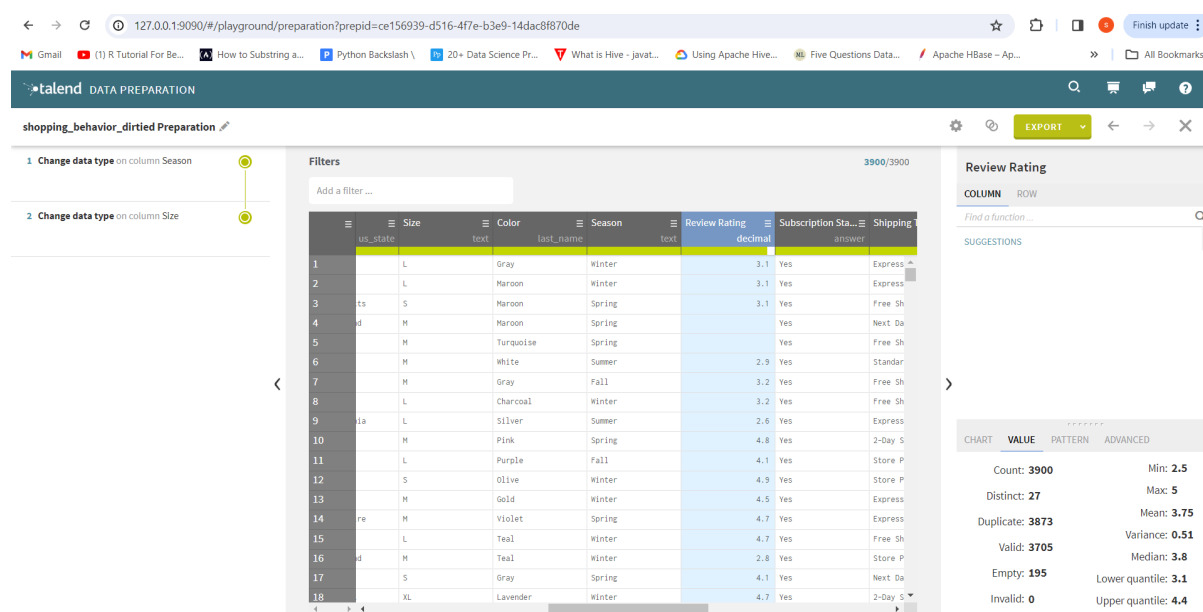 127.0.0.1:9090/#/playground/preparation?prepid=ce156939-d516-4f7e-b3e9-14dac8f870de
S
Finish update
Gmail (1) R Tutorial For Be... How to Substring a... Python Backslash \ 20+ Data Science Pr... What is Hive - javat... Using Apache Hive... Five Questions Data... Apache HBase – Ap... » All Bookmarks
talend DATA PREPARATION
shopping_behavior_dirtied Preparation
EXPORT
1 Change data type on column Season
2 Change data type on column Size
Filters 3900/3900
Add a filter ...
Size Color Season Review Rating Subscription Sta... Shipping T
us_state text last_name text decimal answer
1 L Gray Winter 3.1 Yes Express
2 L Maroon Winter 3.1 Yes Express
3 ts S Maroon Spring 3.1 Yes Free Sh
4 d M Maroon Spring Yes Next Da
5 M Turquoise Spring Yes Free Sh
6 M White Summer 2.9 Yes Standar
7 M Gray Fall 3.2 Yes Free Sh
8 L Charcoal Winter 3.2 Yes Free Sh
9 ia L Silver Summer 2.6 Yes Express
10 M Pink Spring 4.8 Yes 2-Day S
11 L Purple Fall 4.1 Yes Store P
12 S Olive Winter 4.9 Yes Store P
13 M Gold Winter 4.5 Yes Express
14 re M Violet Spring 4.7 Yes Express
15 L Teal Winter 4.7 Yes Free Sh
16 d M Teal Winter 2.8 Yes Store P
17 S Gray Spring 4.1 Yes Next Da
18 XL Lavender Winter 4.7 Yes 2-Day S
Review Rating
COLUMN ROW
Find a function ...
SUGGESTIONS
CHART VALUE PATTERN ADVANCED
Count: 3900
Distinct: 27
Duplicate: 3873
Valid: 3705
Empty: 195
Invalid: 0
Min: 2.5
Max: 5
Mean: 3.75
Variance: 0.51
Median: 3.8
Lower quantile: 3.1
Upper quantile: 4.4